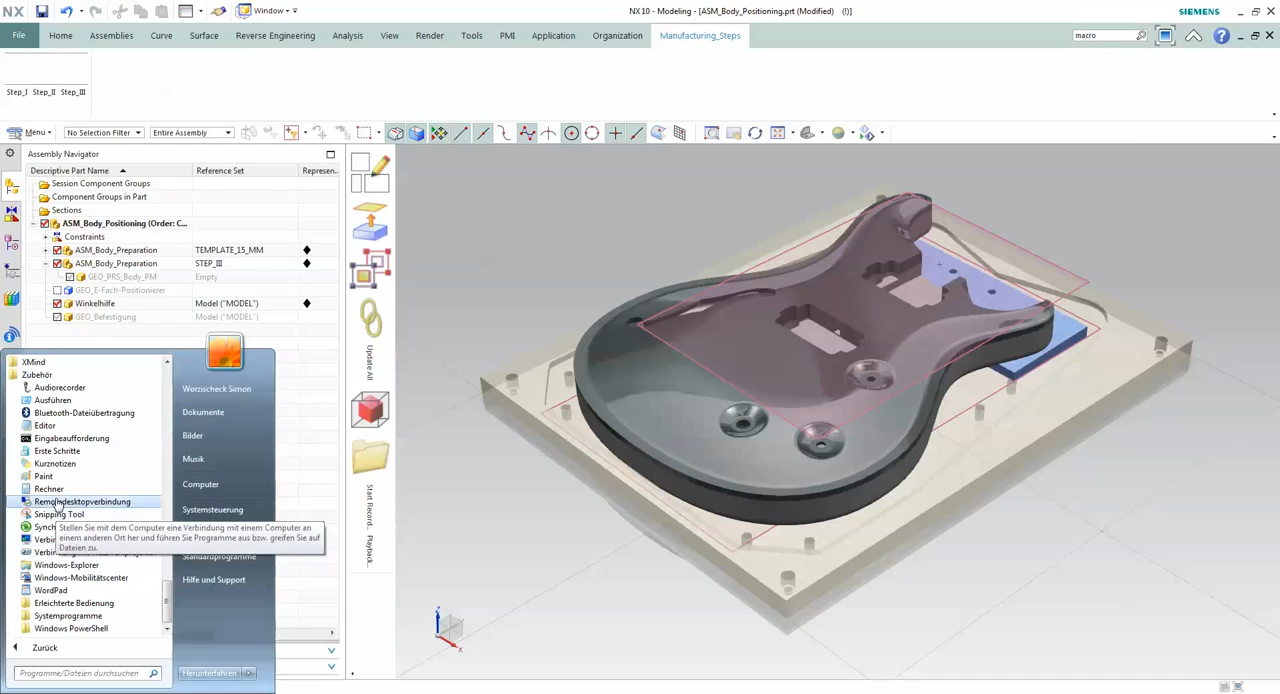 NX
Window
NX 10 - Modeling - [ASM_Body_Positioning.prt (Modified) (!)]
SIEMENS
File Home Assemblies Curve Surface Reverse Engineering Analysis View Render Tools PMI Application Organization Manufacturing_Steps
macro
Step_I Step_II Step_III
Menu No Selection Filter Entire Assembly
Assembly Navigator
Descriptive Part Name Reference Set Represen...
Session Component Groups
Component Groups in Part
Sections
ASM_Body_Positioning (Order: C...
Constraints
ASM_Body_Preparation TEMPLATE_15_MM
ASM_Body_Preparation STEP_III
GEO_PRS_Body_PM Empty
GEO_E-Fach-Positionierer
Winkelhilfe Model ("MODEL")
GEO_Befestigung Model ("MODEL")
Update All
Start Record...
Playback...
XMind
Zubehör
Audiorecorder
Ausführen
Bluetooth-Dateiübertragung
Editor
Eingabeaufforderung
Erste Schritte
Kurznotizen
Paint
Rechner
Remotedesktopverbindung
Snipping Tool
Synch
Verbin
Verbin
Windows-Explorer
Windows-Mobilitätscenter
WordPad
Erleichterte Bedienung
Systemprogramme
Windows PowerShell
Zurück
Programme/Dateien durchsuchen
Worzischeck Simon
Dokumente
Bilder
Musik
Computer
Systemsteuerung
Stellen Sie mit dem Computer eine Verbindung mit einem Computer an
einem anderen Ort her und führen Sie Programme aus bzw. greifen Sie auf
Dateien zu.
Standardprogramme
Hilfe und Support
Herunterfahren
Z
X